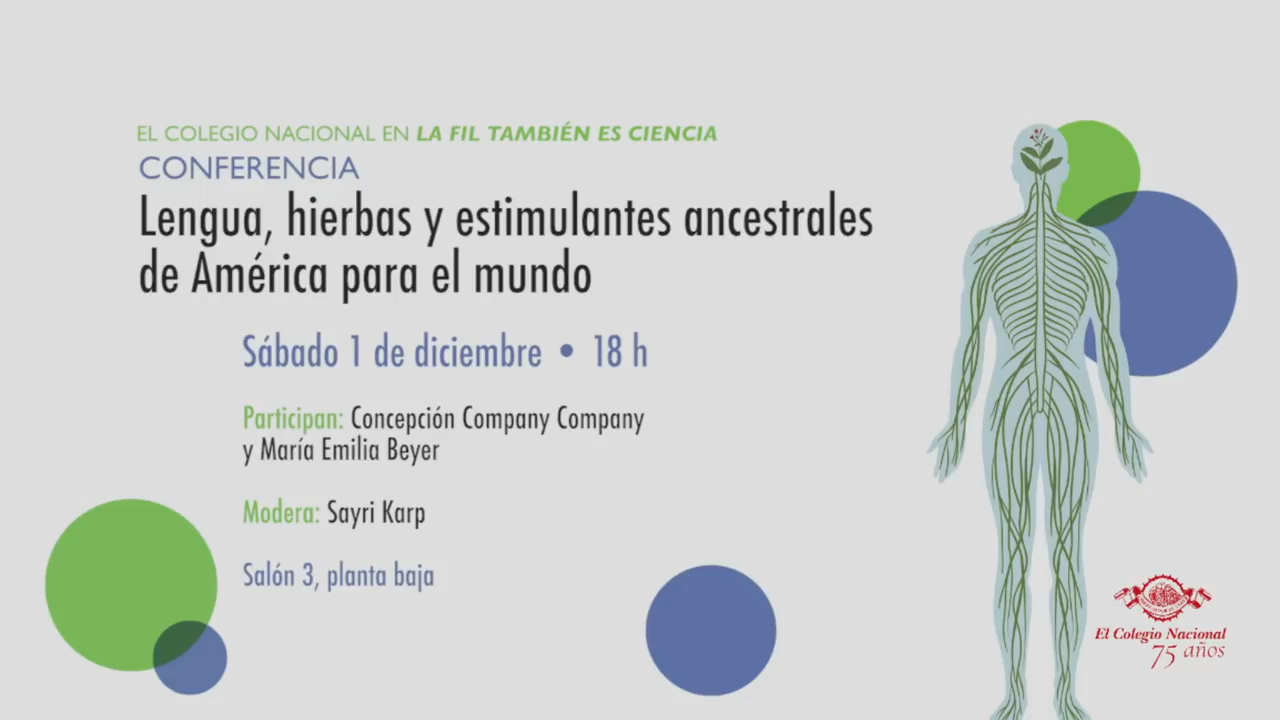 EL COLEGIO NACIONAL EN LA FIL TAMBIÉN ES CIENCIA
CONFERENCIA
Lengua, hierbas y estimulantes ancestrales
de América para el mundo
Sábado 1 de diciembre • 18 h
Participan: Concepción Company Company
y María Emilia Beyer
Modera: Sayri Karp
Salón 3, planta baja
El Colegio Nacional
75 años